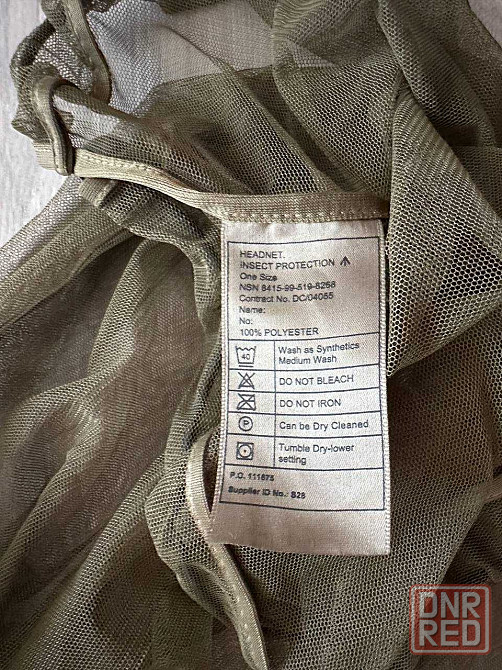 HEADNET.
INSECT PROTECTION
One Size
NSN 8415-99-519-8268
Contract No. DC/04055
Name:
No:
100% POLYESTER
40
Wash as Synthetics
Medium Wash
DO NOT BLEACH
DO NOT IRON
P
Can be Dry Cleaned
Tumble Dry-lower
setting
P.O. 111675
Supplier ID No.: S28
DNR
RED